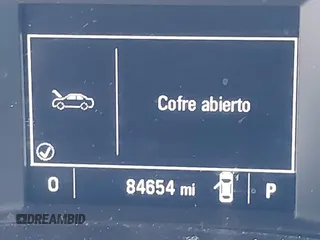 Cofre abierto
0 84654 mi P
DREAMBID